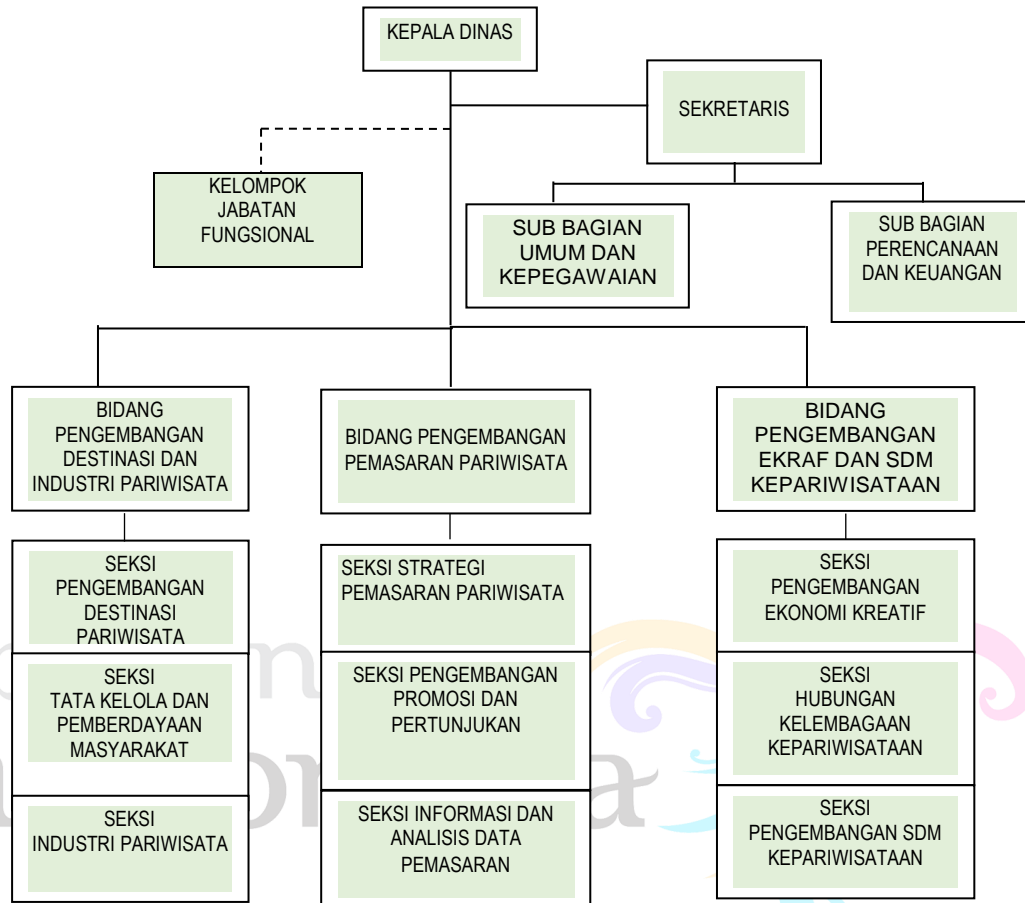 KEPALA DINAS
SEKRETARIS
KELOMPOK
JABATAN
FUNGSIONAL
SUB BAGIAN
UMUM DAN
KEPEGAWAIAN
SUB BAGIAN
PERENCANAAN
DAN KEUANGAN
BIDANG
PENGEMBANGAN
DESTINASI DAN
INDUSTRI PARIWISATA
BIDANG PENGEMBANGAN
PEMASARAN PARIWISATA
BIDANG
PENGEMBANGAN
EKRAF DAN SDM
KEPARIWISATAAN
SEKSI
PENGEMBANGAN
DESTINASI
PARIWISATA
SEKSI
TATA KELOLA DAN
PEMBERDAYAAN
MASYARAKAT
SEKSI
INDUSTRI PARIWISATA
SEKSI STRATEGI
PEMASARAN PARIWISATA
SEKSI PENGEMBANGAN
PROMOSI DAN
PERTUNJUKAN
SEKSI INFORMASI DAN
ANALISIS DATA
PEMASARAN
SEKSI
PENGEMBANGAN
EKONOMI KREATIF
SEKSI
HUBUNGAN
KELEMBAGAAN
KEPARIWISATAAN
SEKSI
PENGEMBANGAN SDM
KEPARIWISATAAN